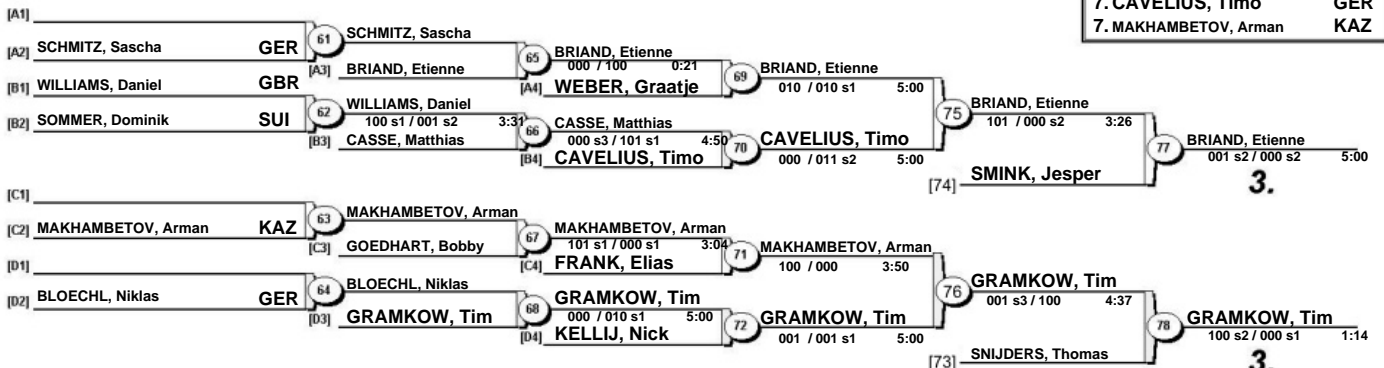 7. CAVELIUS, Timo GER
7. MAKHAMBETOV, Arman KAZ
[A1]
[A2] SCHMITZ, Sascha GER
61
SCHMITZ, Sascha
[A3] BRIAND, Etienne
[B1] WILLIAMS, Daniel GBR
[B2] SOMMER, Dominik SUI
62
WILLIAMS, Daniel
100 s1 / 001 s2 3:31
[B3] CASSE, Matthias
65
BRIAND, Etienne
000 / 100 0:21
[A4] WEBER, Graatje
66
CASSE, Matthias
000 s3 / 101 s1 4:50
[B4] CAVELIUS, Timo
69
BRIAND, Etienne
010 / 010 s1 5:00
70
CAVELIUS, Timo
000 / 011 s2 5:00
75
BRIAND, Etienne
101 / 000 s2 3:26
[74] SMINK, Jesper
77
BRIAND, Etienne
001 s2 / 000 s2 5:00
3.
[C1]
[C2] MAKHAMBETOV, Arman KAZ
63
MAKHAMBETOV, Arman
[C3] GOEDHART, Bobby
[D1]
[D2] BLOECHL, Niklas GER
64
BLOECHL, Niklas
[D3] GRAMKOW, Tim
67
MAKHAMBETOV, Arman
101 s1 / 000 s1 3:04
[C4] FRANK, Elias
68
GRAMKOW, Tim
000 / 010 s1 5:00
[D4] KELLIJ, Nick
71
MAKHAMBETOV, Arman
100 / 000 3:50
72
GRAMKOW, Tim
001 / 001 s1 5:00
76
GRAMKOW, Tim
001 s3 / 100 4:37
[73] SNIJDERS, Thomas
78
GRAMKOW, Tim
100 s2 / 000 s1 1:14
3.